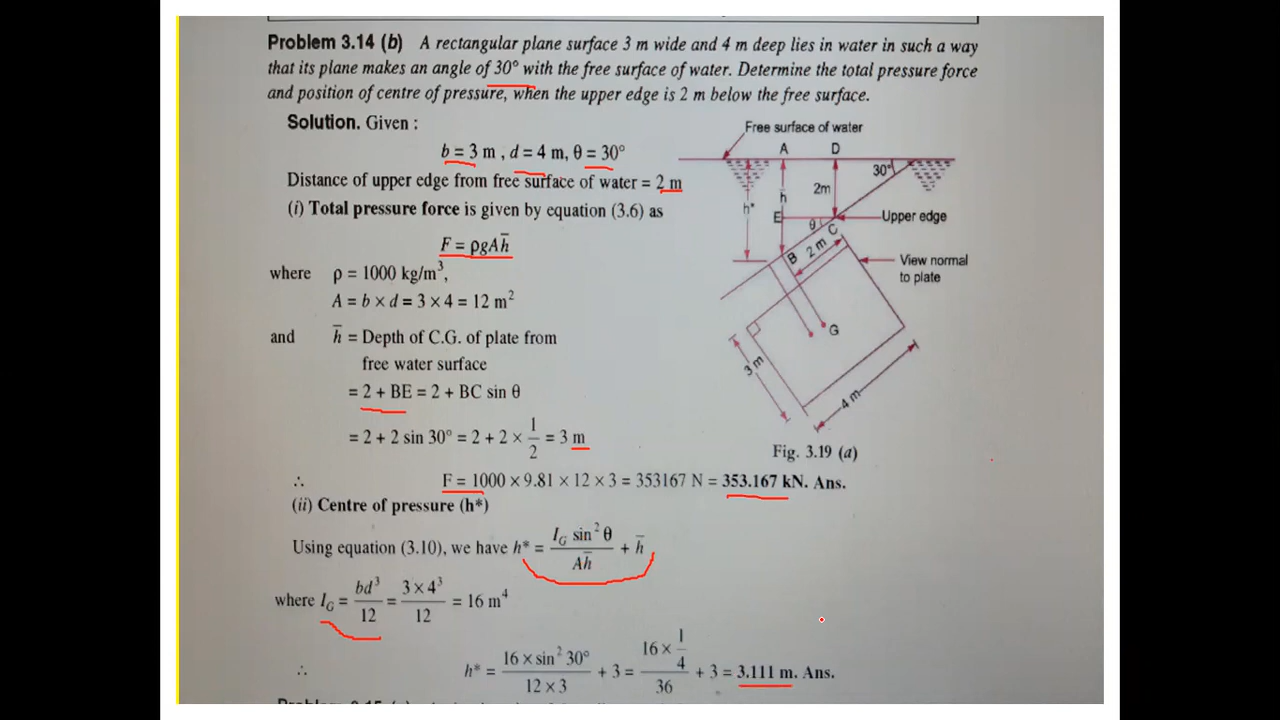 Problem 3.14 (b) A rectangular plane surface 3 m wide and 4 m deep lies in water in such a way
that its plane makes an angle of 30° with the free surface of water. Determine the total pressure force
and position of centre of pressure, when the upper edge is 2 m below the free surface.
Solution. Given :
b = 3 m , d = 4 m, θ = 30°
Distance of upper edge from free surface of water = 2 m
(i) Total pressure force is given by equation (3.6) as
F = ρgAh̄
where ρ = 1000 kg/m³,
A = b × d = 3 × 4 = 12 m²
and h̄ = Depth of C.G. of plate from
free water surface
= 2 + BE = 2 + BC sin θ
= 2 + 2 sin 30° = 2 + 2 × 1/2 = 3 m
∴ F = 1000 × 9.81 × 12 × 3 = 353167 N = 353.167 kN. Ans.
(ii) Centre of pressure (h*)
Using equation (3.10), we have h* = I_G sin² θ / Ah̄ + h̄
where I_G = bd³/12 = 3 × 4³/12 = 16 m⁴
∴ h* = 16 × sin² 30° / 12 × 3 + 3 = 16 × 1/4 / 36 + 3 = 3.111 m. Ans.
Free surface of water
A D
30°
2m
h̄
h*
E
Upper edge
θ
C
B
2 m
View normal
to plate
G
3 m
4 m
Fig. 3.19 (a)